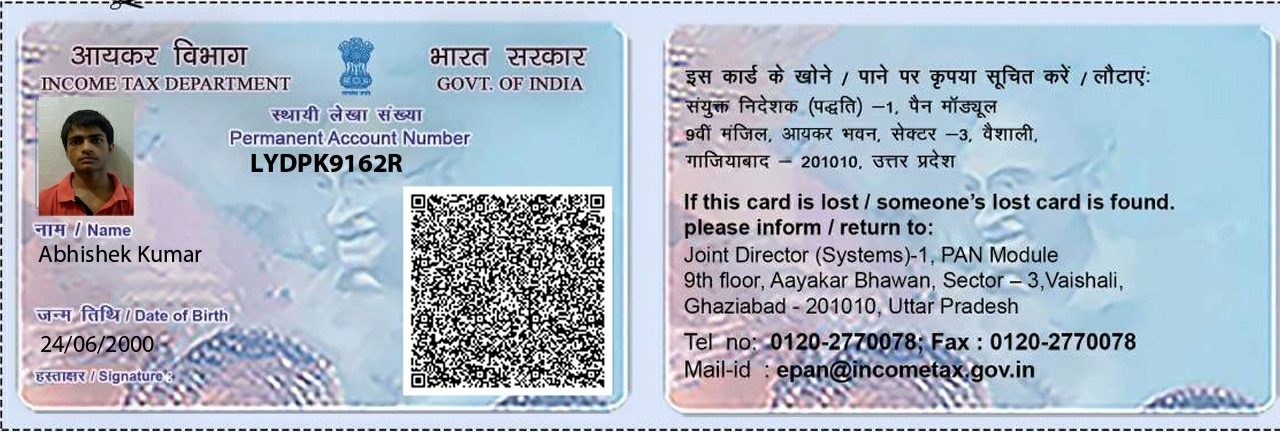 आयकर विभाग
INCOME TAX DEPARTMENT
भारत सरकार
GOVT. OF INDIA
स्थायी लेखा संख्या
Permanent Account Number
LYDPK9162R
नाम / Name
Abhishek Kumar
जन्म तिथि / Date of Birth
24/06/2000
हस्ताक्षर / Signature :
इस कार्ड के खोने / पाने पर कृपया सूचित करें / लौटाएं:
संयुक्त निदेशक (पद्धति) –1, पैन मॉड्यूल
9वीं मंजिल, आयकर भवन, सेक्टर –3, वैशाली,
गाजियाबाद – 201010, उत्तर प्रदेश
If this card is lost / someone's lost card is found.
please inform / return to:
Joint Director (Systems)-1, PAN Module
9th floor, Aayakar Bhawan, Sector – 3,Vaishali,
Ghaziabad - 201010, Uttar Pradesh
Tel no: 0120-2770078; Fax : 0120-2770078
Mail-id : epan@incometax.gov.in